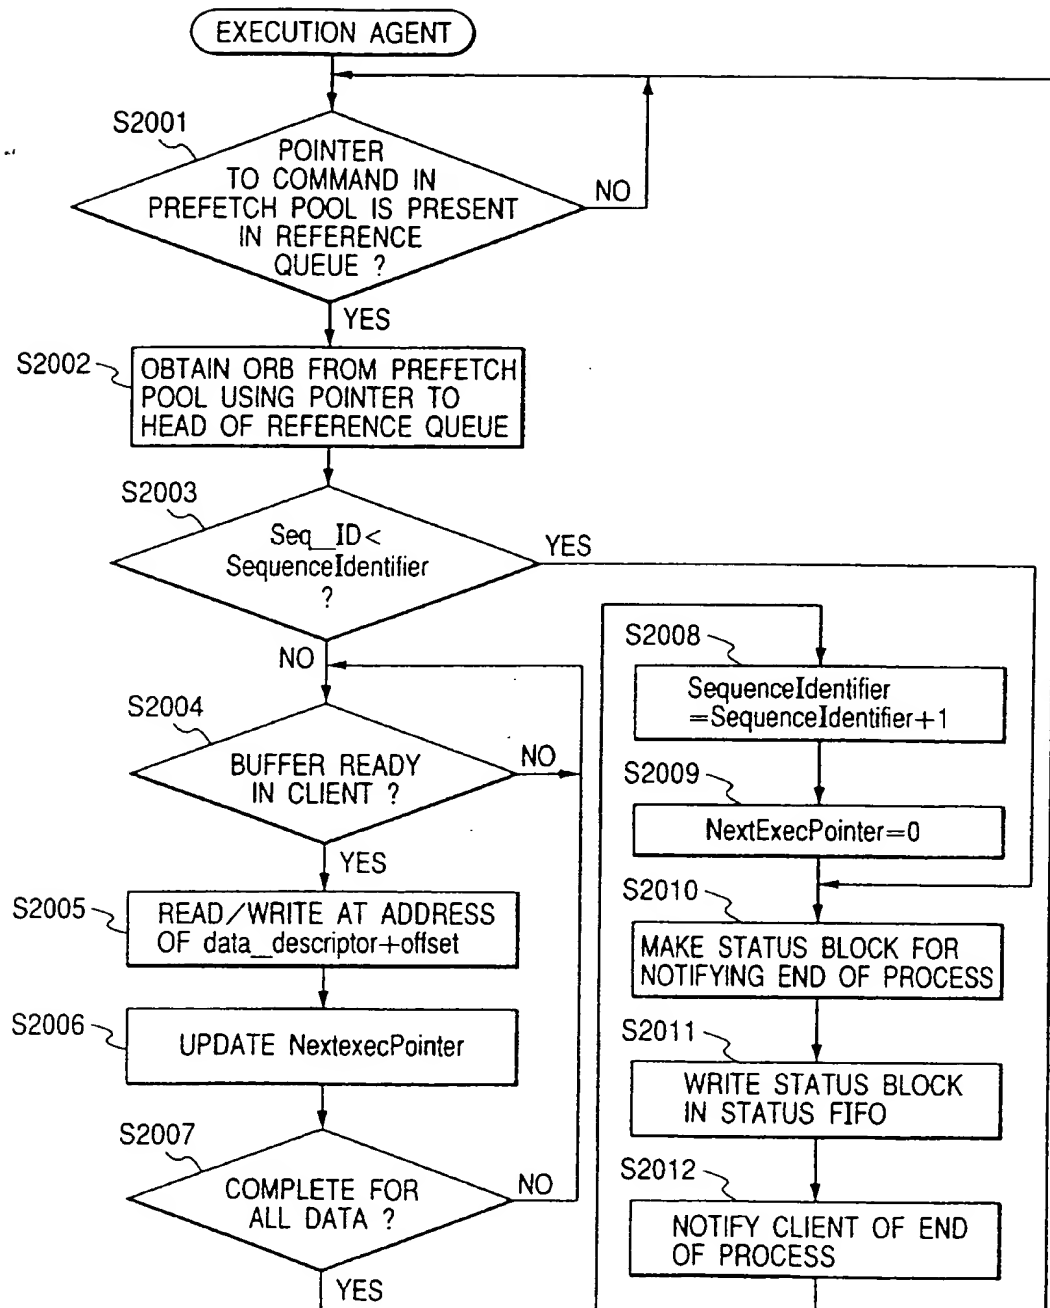 EXECUTION AGENT
S2001
POINTER
TO COMMAND IN
PREFETCH POOL IS PRESENT
IN REFERENCE
QUEUE ?
NO
YES
S2002
OBTAIN ORB FROM PREFETCH
POOL USING POINTER TO
HEAD OF REFERENCE QUEUE
S2003
Seq__ID<
SequenceIdentifier
?
YES
NO
S2004
BUFFER READY
IN CLIENT ?
NO
YES
S2005
READ/WRITE AT ADDRESS
OF data__descriptor+offset
S2006
UPDATE NextexecPointer
S2007
COMPLETE FOR
ALL DATA ?
NO
YES
S2008
SequenceIdentifier
=SequenceIdentifier+1
S2009
NextExecPointer=0
S2010
MAKE STATUS BLOCK FOR
NOTIFYING END OF PROCESS
S2011
WRITE STATUS BLOCK
IN STATUS FIFO
S2012
NOTIFY CLIENT OF END
OF PROCESS